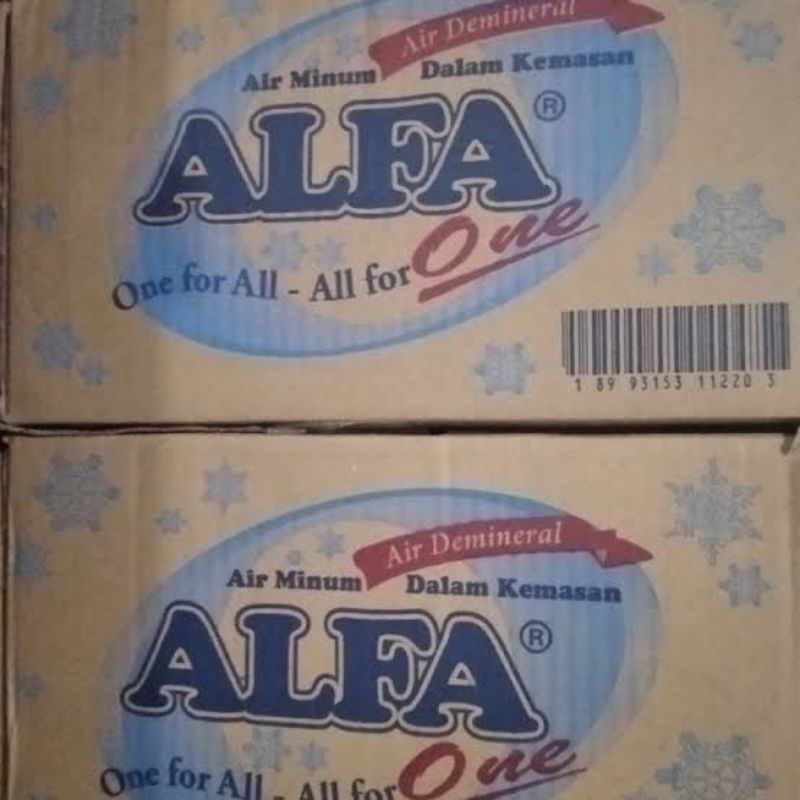 Air Demineral
Air Minum Dalam Kemasan
ALFA®
One
One for All - All for
1 89 93153 11220 3
Air Demineral
Air Minum Dalam Kemasan
ALFA®
One
One for All - All for